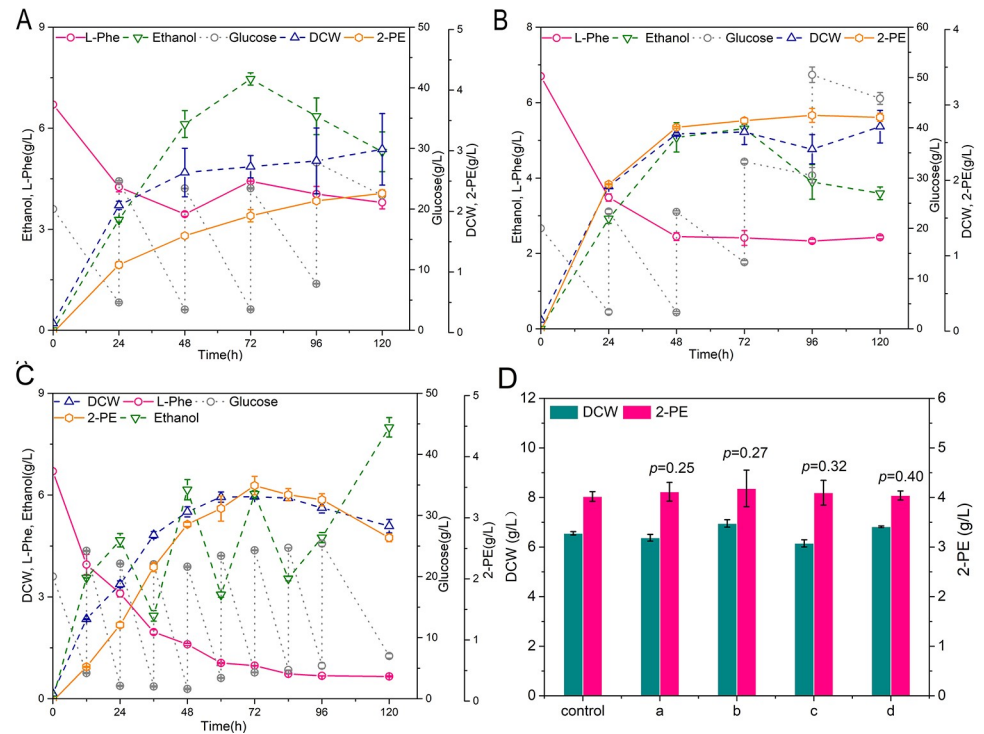 A
L-Phe Ethanol Glucose DCW 2-PE
Ethanol, L-Phe(g/L)
0 3 6 9
Glucose(g/L)
0 10 20 30 40 50
DCW, 2-PE(g/L)
0 1 2 3 4 5
0 24 48 72 96 120
Time(h)
B
L-Phe Ethanol Glucose DCW 2-PE
Ethanol, L-Phe(g/L)
0 2 4 6 8
Glucose(g/L)
0 10 20 30 40 50 60
DCW, 2-PE(g/L)
0 1 2 3 4
0 24 48 72 96 120
Time(h)
C
DCW L-Phe Glucose
2-PE Ethanol
DCW, L-Phe, Ethanol(g/L)
0 3 6 9
Glucose(g/L)
0 10 20 30 40 50
2-PE(g/L)
0 1 2 3 4 5
0 24 48 72 96 120
Time(h)
D
DCW 2-PE
DCW (g/L)
0 2 4 6 8 10 12
2-PE (g/L)
0 1 2 3 4 5 6
p=0.25
p=0.27
p=0.32
p=0.40
control a b c d